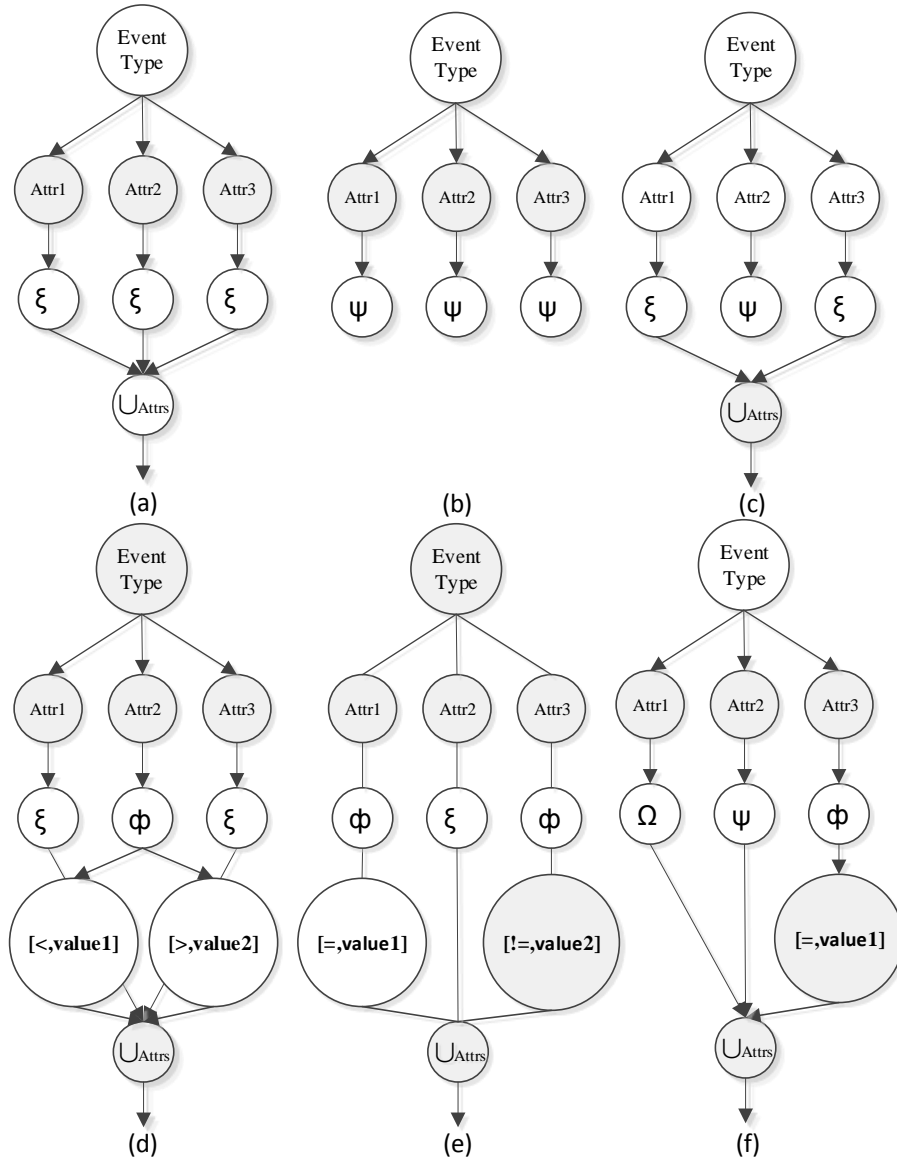 Event
Type
Event
Type
Event
Type
Attr1
Attr2
Attr3
Attr1
Attr2
Attr3
Attr1
Attr2
Attr3
ξ
ξ
ξ
ψ
ψ
ψ
ξ
ψ
ξ
∪Attrs
∪Attrs
(a)
(b)
(c)
Event
Type
Event
Type
Event
Type
Attr1
Attr2
Attr3
Attr1
Attr2
Attr3
Attr1
Attr2
Attr3
ξ
ф
ξ
ф
ξ
ф
Ω
ψ
ф
[<,value1]
[>,value2]
[=,value1]
[!=,value2]
[=,value1]
∪Attrs
∪Attrs
∪Attrs
(d)
(e)
(f)